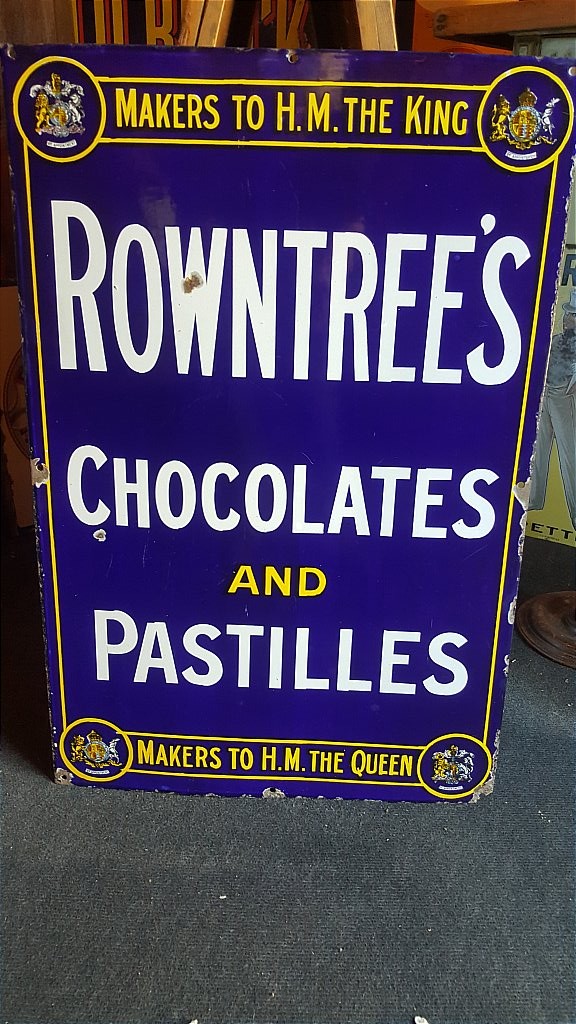 MAKERS TO H.M. THE KING
ROWNTREE'S
CHOCOLATES
AND
PASTILLES
MAKERS TO H.M. THE QUEEN